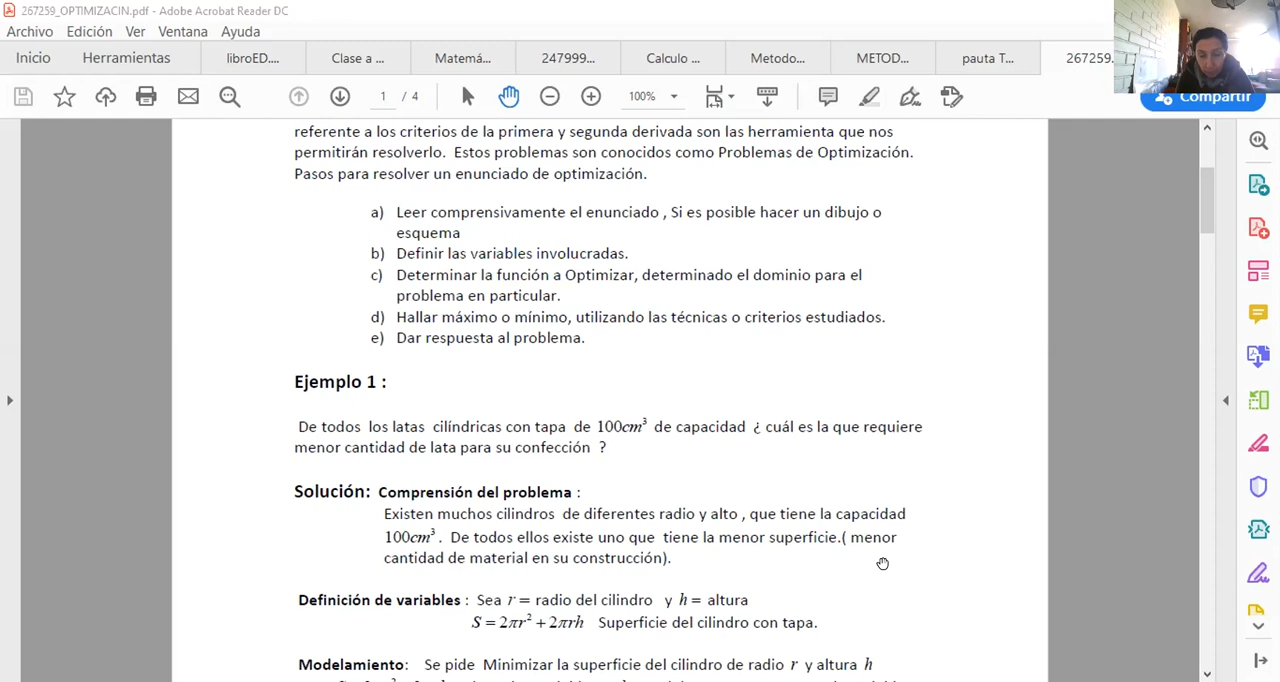 267259_OPTIMIZACIN.pdf - Adobe Acrobat Reader DC
Archivo Edición Ver Ventana Ayuda
Inicio Herramientas libroED.... Clase a ... Matemá... 247999... Calculo ... Metodo... METOD... pauta T... 267259.
1 / 4 100% Compartir
referente a los criterios de la primera y segunda derivada son las herramienta que nos
permitirán resolverlo. Estos problemas son conocidos como Problemas de Optimización.
Pasos para resolver un enunciado de optimización.
a) Leer comprensivamente el enunciado , Si es posible hacer un dibujo o
esquema
b) Definir las variables involucradas.
c) Determinar la función a Optimizar, determinado el dominio para el
problema en particular.
d) Hallar máximo o mínimo, utilizando las técnicas o criterios estudiados.
e) Dar respuesta al problema.
Ejemplo 1 :
De todos los latas cilíndricas con tapa de 100cm³ de capacidad ¿ cuál es la que requiere
menor cantidad de lata para su confección ?
Solución: Comprensión del problema :
Existen muchos cilindros de diferentes radio y alto , que tiene la capacidad
100cm³ . De todos ellos existe uno que tiene la menor superficie.( menor
cantidad de material en su construcción).
Definición de variables : Sea r = radio del cilindro y h = altura
S = 2πr² + 2πrh Superficie del cilindro con tapa.
Modelamiento: Se pide Minimizar la superficie del cilindro de radio r y altura h